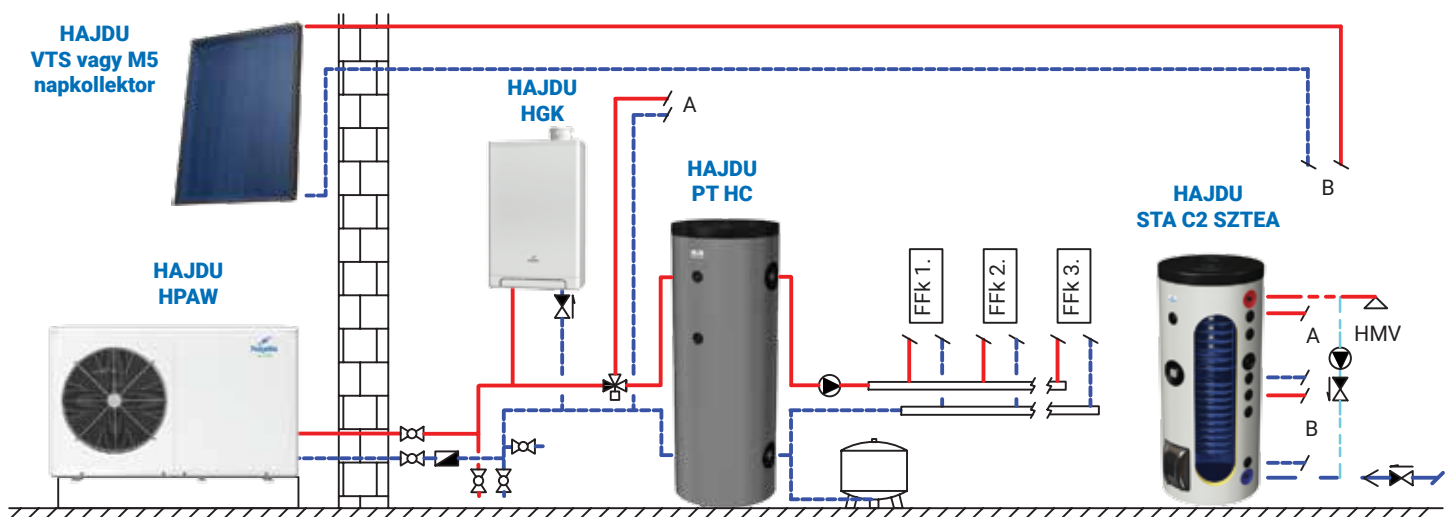 HAJDU
VTS vagy M5
napkollektor
HAJDU
HGK
A
HAJDU
PT HC
B
HAJDU
STA C2 SZTEA
HAJDU
HPAW
FFk 1.
FFk 2.
FFk 3.
A
HMV
B